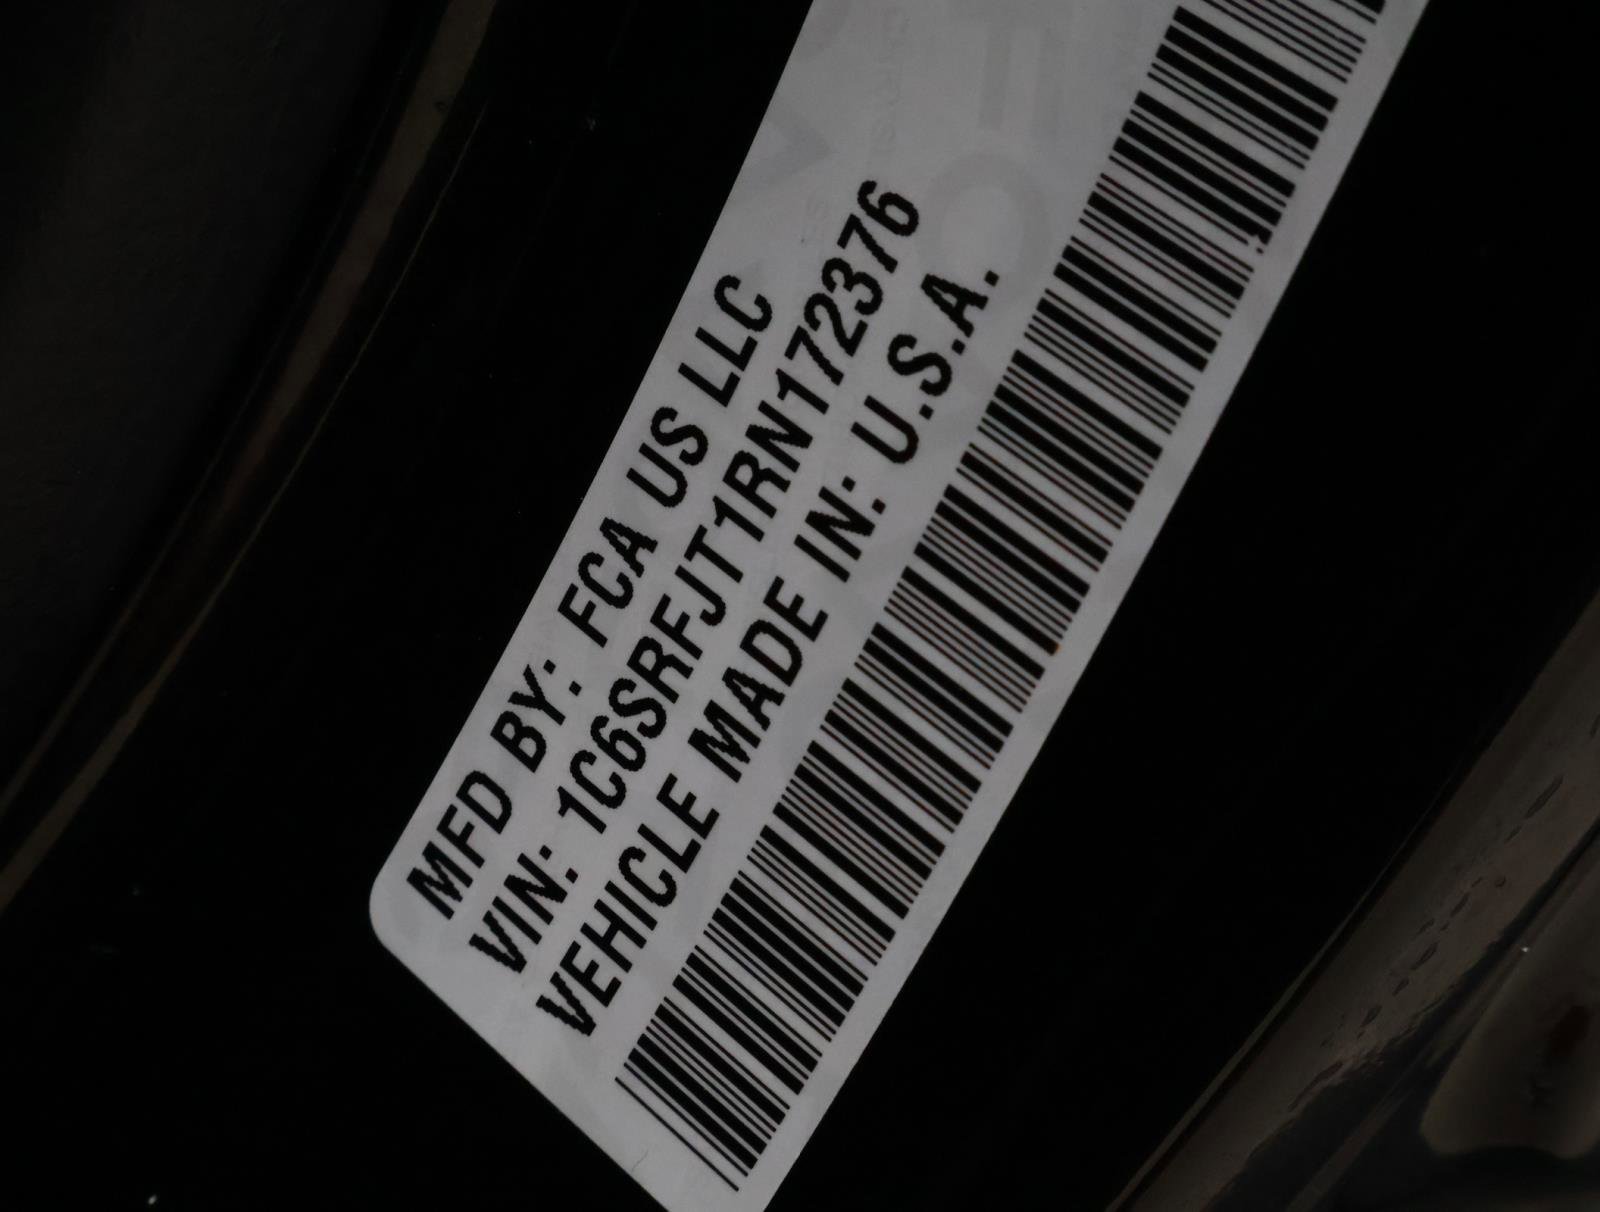 MFD BY: FCA US LLC
VIN: 1C6SRFJT1RN172376
VEHICLE MADE IN: U.S.A.